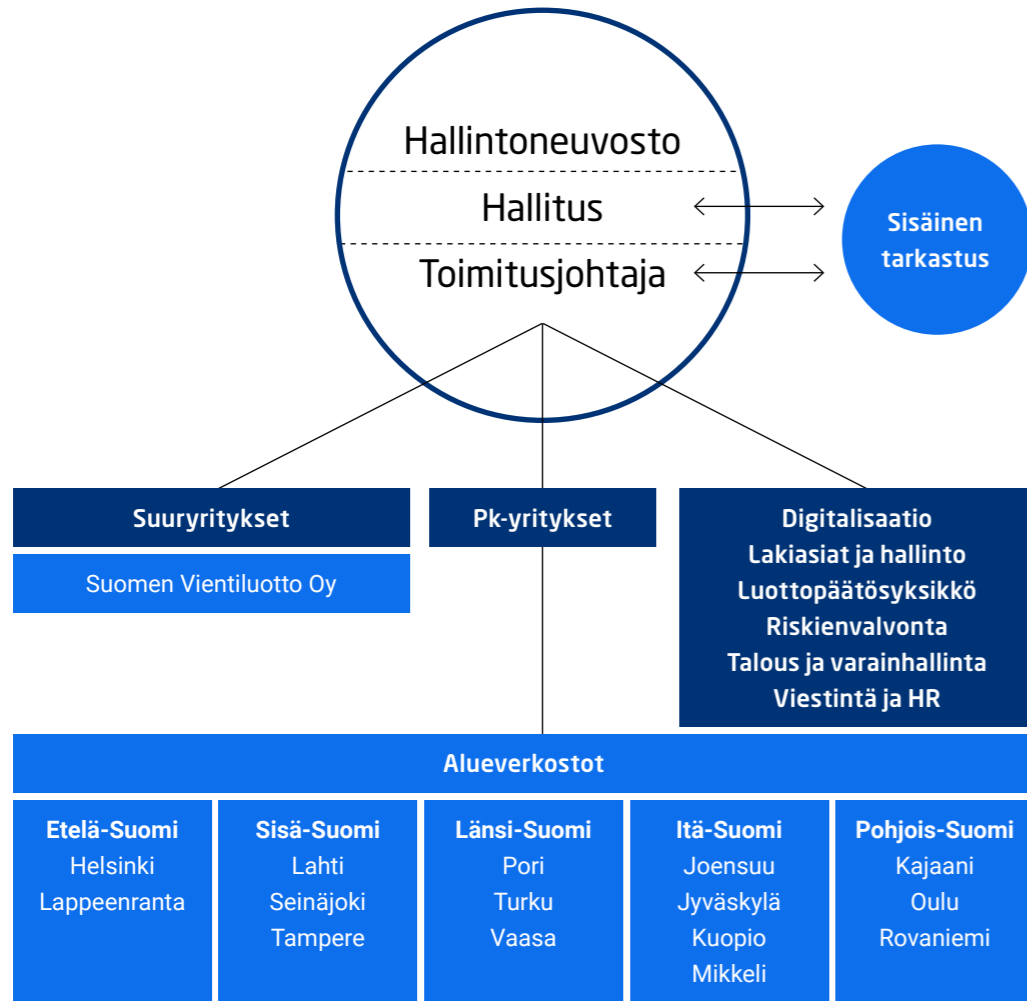 Hallintoneuvosto
Hallitus
Toimitusjohtaja
Sisäinen
tarkastus
Suuryritykset
Suomen Vientiluotto Oy
Pk-yritykset
Digitalisaatio
Lakiasiat ja hallinto
Luottopäätösyksikkö
Riskienvalvonta
Talous ja varainhallinta
Viestintä ja HR
Alueverkostot
Etelä-Suomi
Helsinki
Lappeenranta
Sisä-Suomi
Lahti
Seinäjoki
Tampere
Länsi-Suomi
Pori
Turku
Vaasa
Itä-Suomi
Joensuu
Jyväskylä
Kuopio
Mikkeli
Pohjois-Suomi
Kajaani
Oulu
Rovaniemi